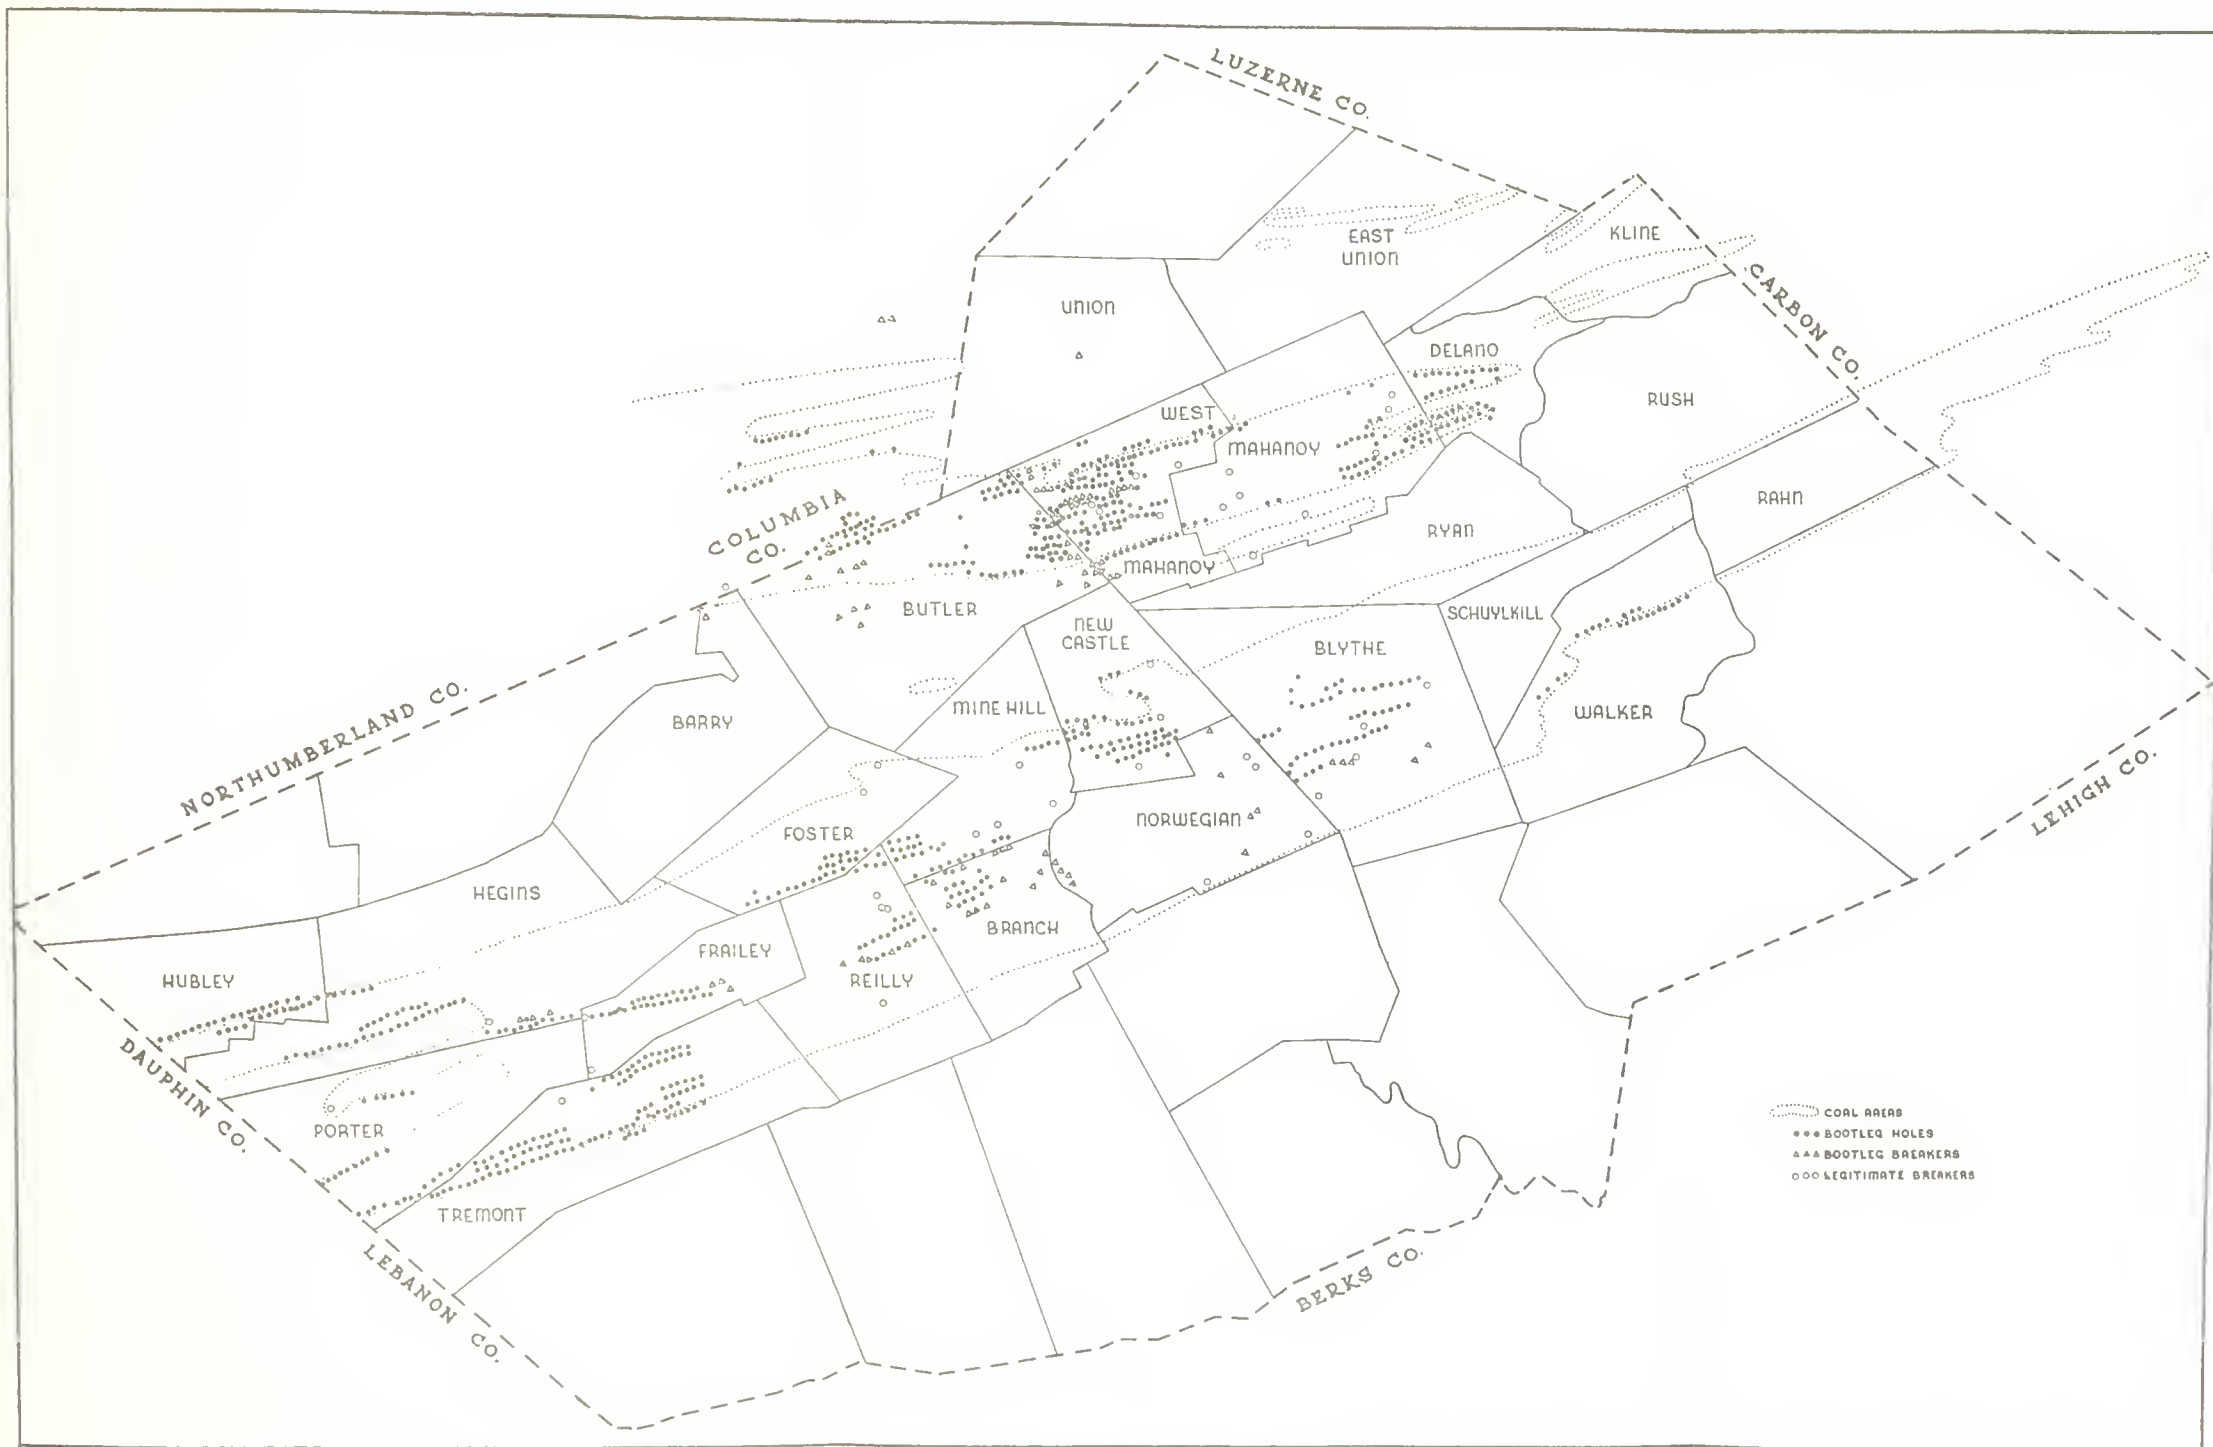 LUZERNE CO.
EAST
UNION
KLINE
CARBON CO.
UNION
DELANO
RUSH
WEST
MAHANOY
COLUMBIA
CO.
RYAN
RAHN
MAHANOY
BUTLER
NEW
CASTLE
SCHUYLKILL
BLYTHE
NORTHUMBERLAND CO.
BARRY
MINE HILL
WALKER
FOSTER
NORWEGIAN
LEHIGH CO.
HEGINS
BRANCH
FRAILEY
HUBLEY
REILLY
DAUPHIN CO.
PORTER
TREMONT
LEBANON CO.
BERKS CO.
COAL AREAS
BOOTLEG HOLES
BOOTLEG BREAKERS
LEGITIMATE BREAKERS